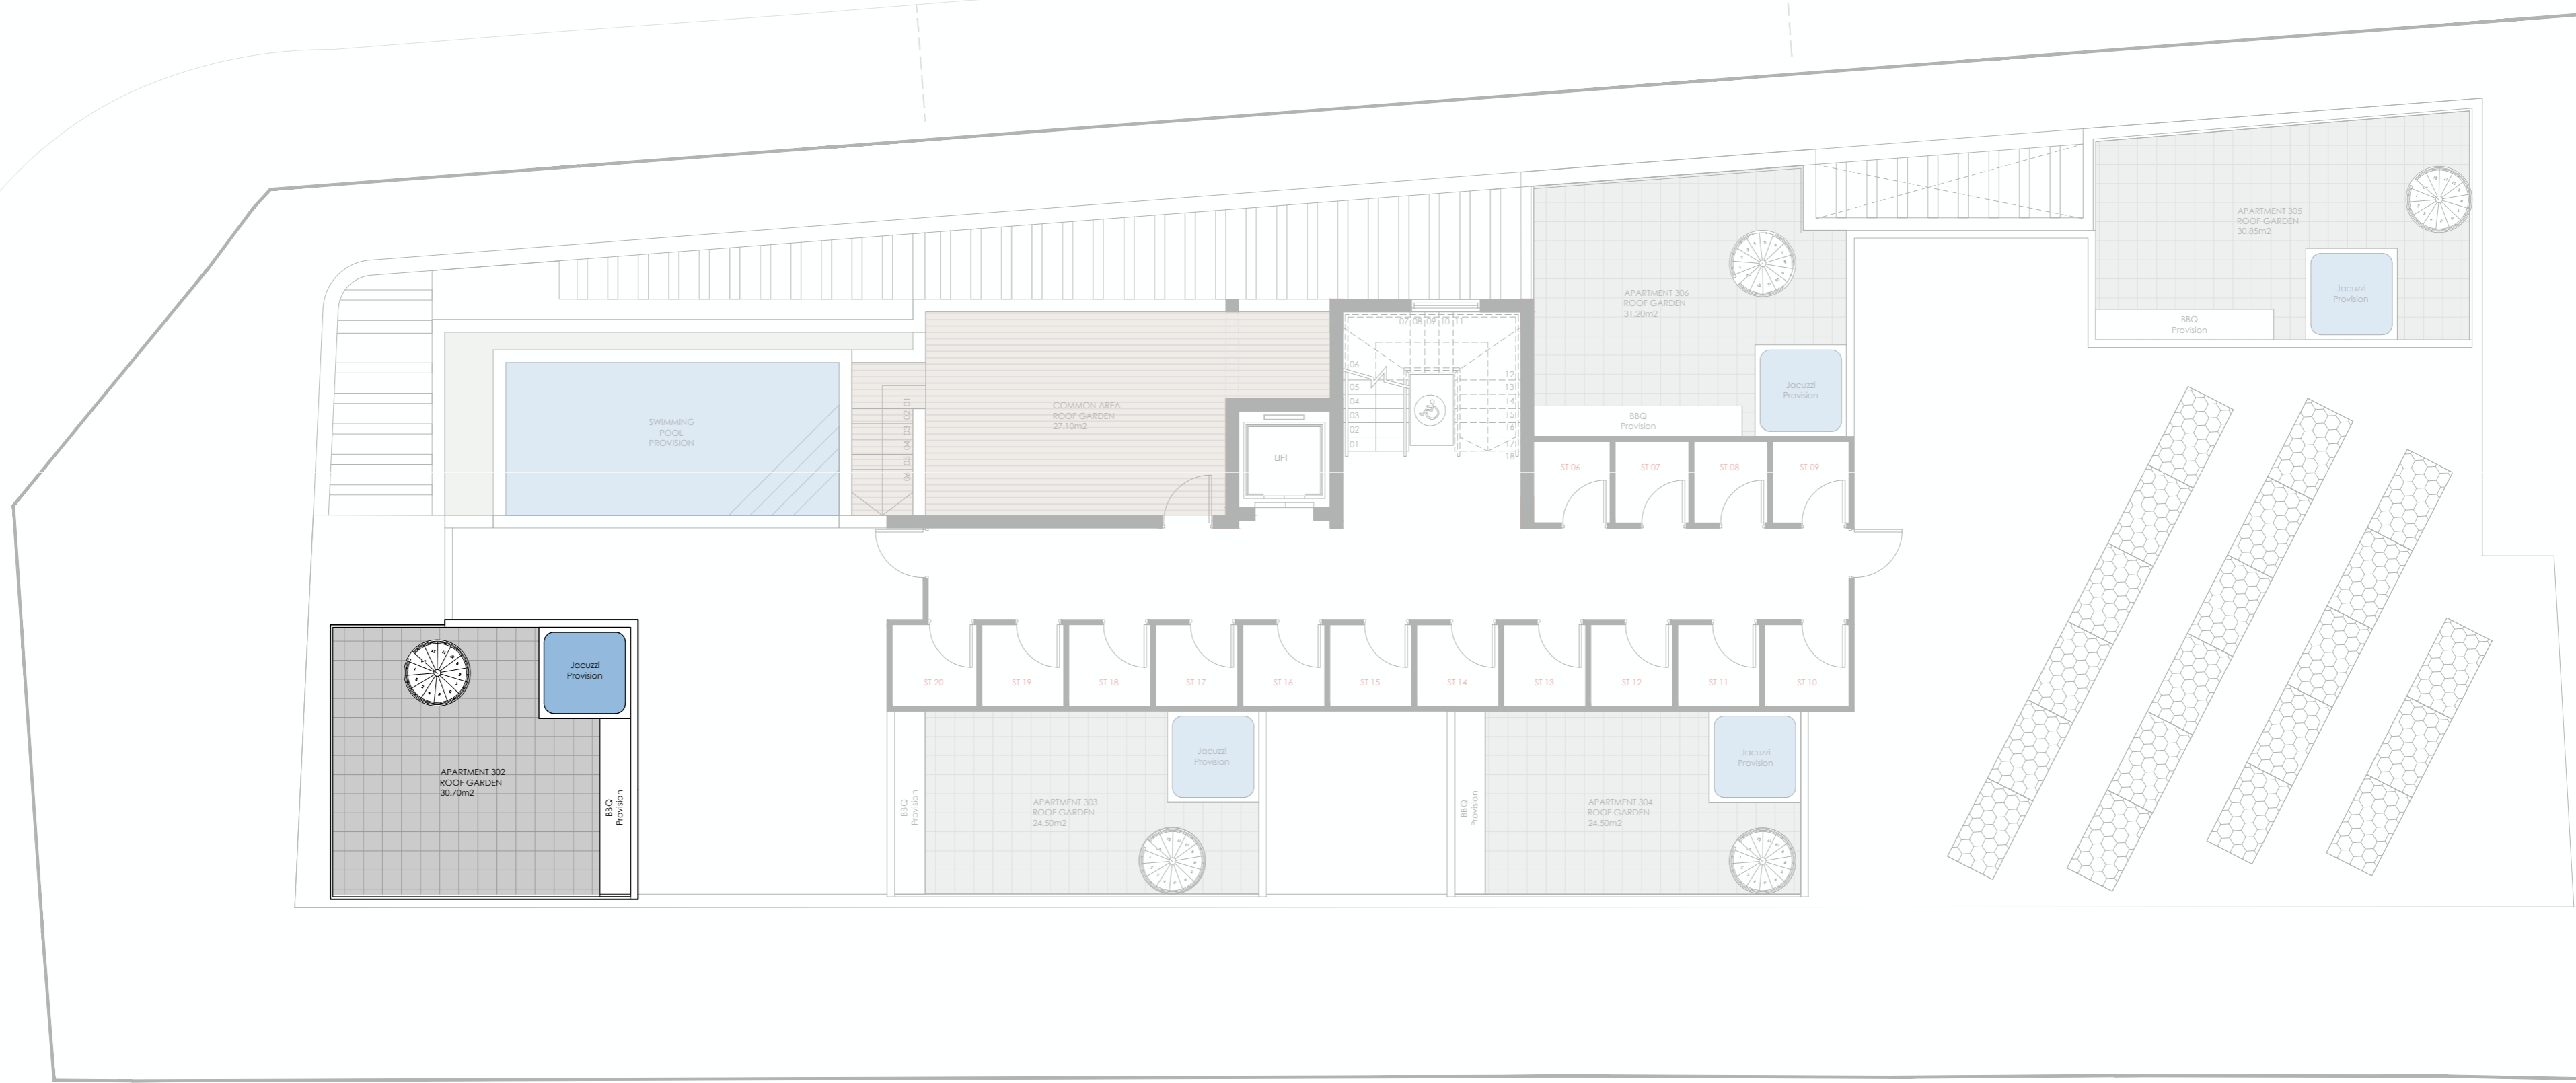 APARTMENT 305
ROOF GARDEN
30.85m2
Jacuzzi
Provision
BBQ
Provision
APARTMENT 306
ROOF GARDEN
31.20m2
Jacuzzi
Provision
BBQ
Provision
07 08 09 10 11
06
05
04
03
02
01
12
13
14
15
16
17
18
COMMON AREA
ROOF GARDEN
27.10m2
SWIMMING
POOL
PROVISION
06 05 04 03 02 01
LIFT
ST 06
ST 07
ST 08
ST 09
ST 20
ST 19
ST 18
ST 17
ST 16
ST 15
ST 14
ST 13
ST 12
ST 11
ST 10
Jacuzzi
Provision
APARTMENT 302
ROOF GARDEN
30.70m2
BBQ
Provision
BBQ
Provision
APARTMENT 303
ROOF GARDEN
24.50m2
Jacuzzi
Provision
BBQ
Provision
APARTMENT 304
ROOF GARDEN
24.50m2
Jacuzzi
Provision